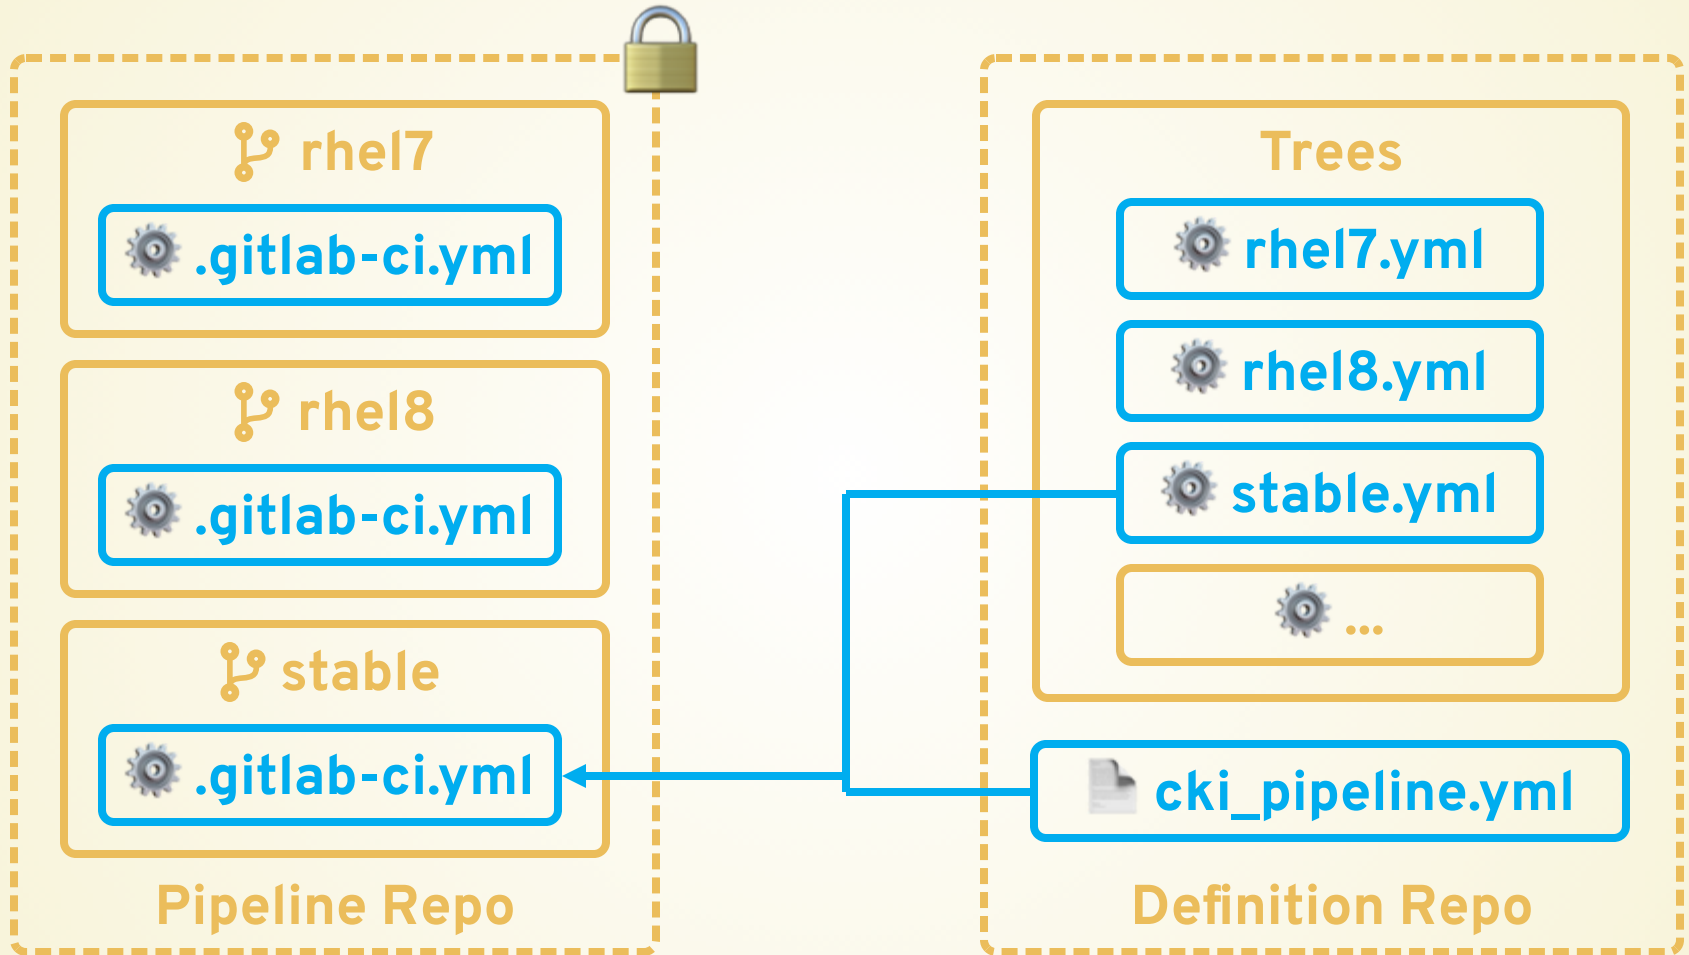 rhel7
.gitlab-ci.yml
rhel8
.gitlab-ci.yml
stable
.gitlab-ci.yml
Pipeline Repo
Trees
rhel7.yml
rhel8.yml
stable.yml
...
cki_pipeline.yml
Definition Repo